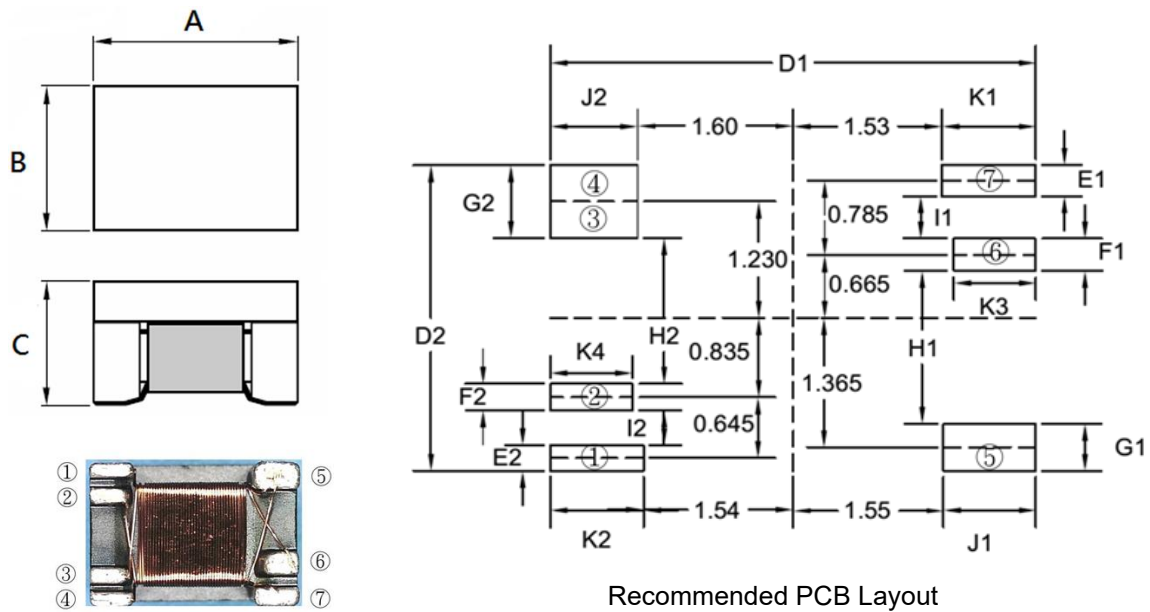 A
B
C
①
②
③
④
⑤
⑥
⑦
D1
J2
K1
1.60
1.53
④
③
G2
⑦
E1
0.785
I1
1.230
⑥
F1
0.665
K3
D2
H2
H1
K4
0.835
1.365
F2
②
I2
0.645
E2
①
⑤
G1
1.54
1.55
K2
J1
Recommended PCB Layout